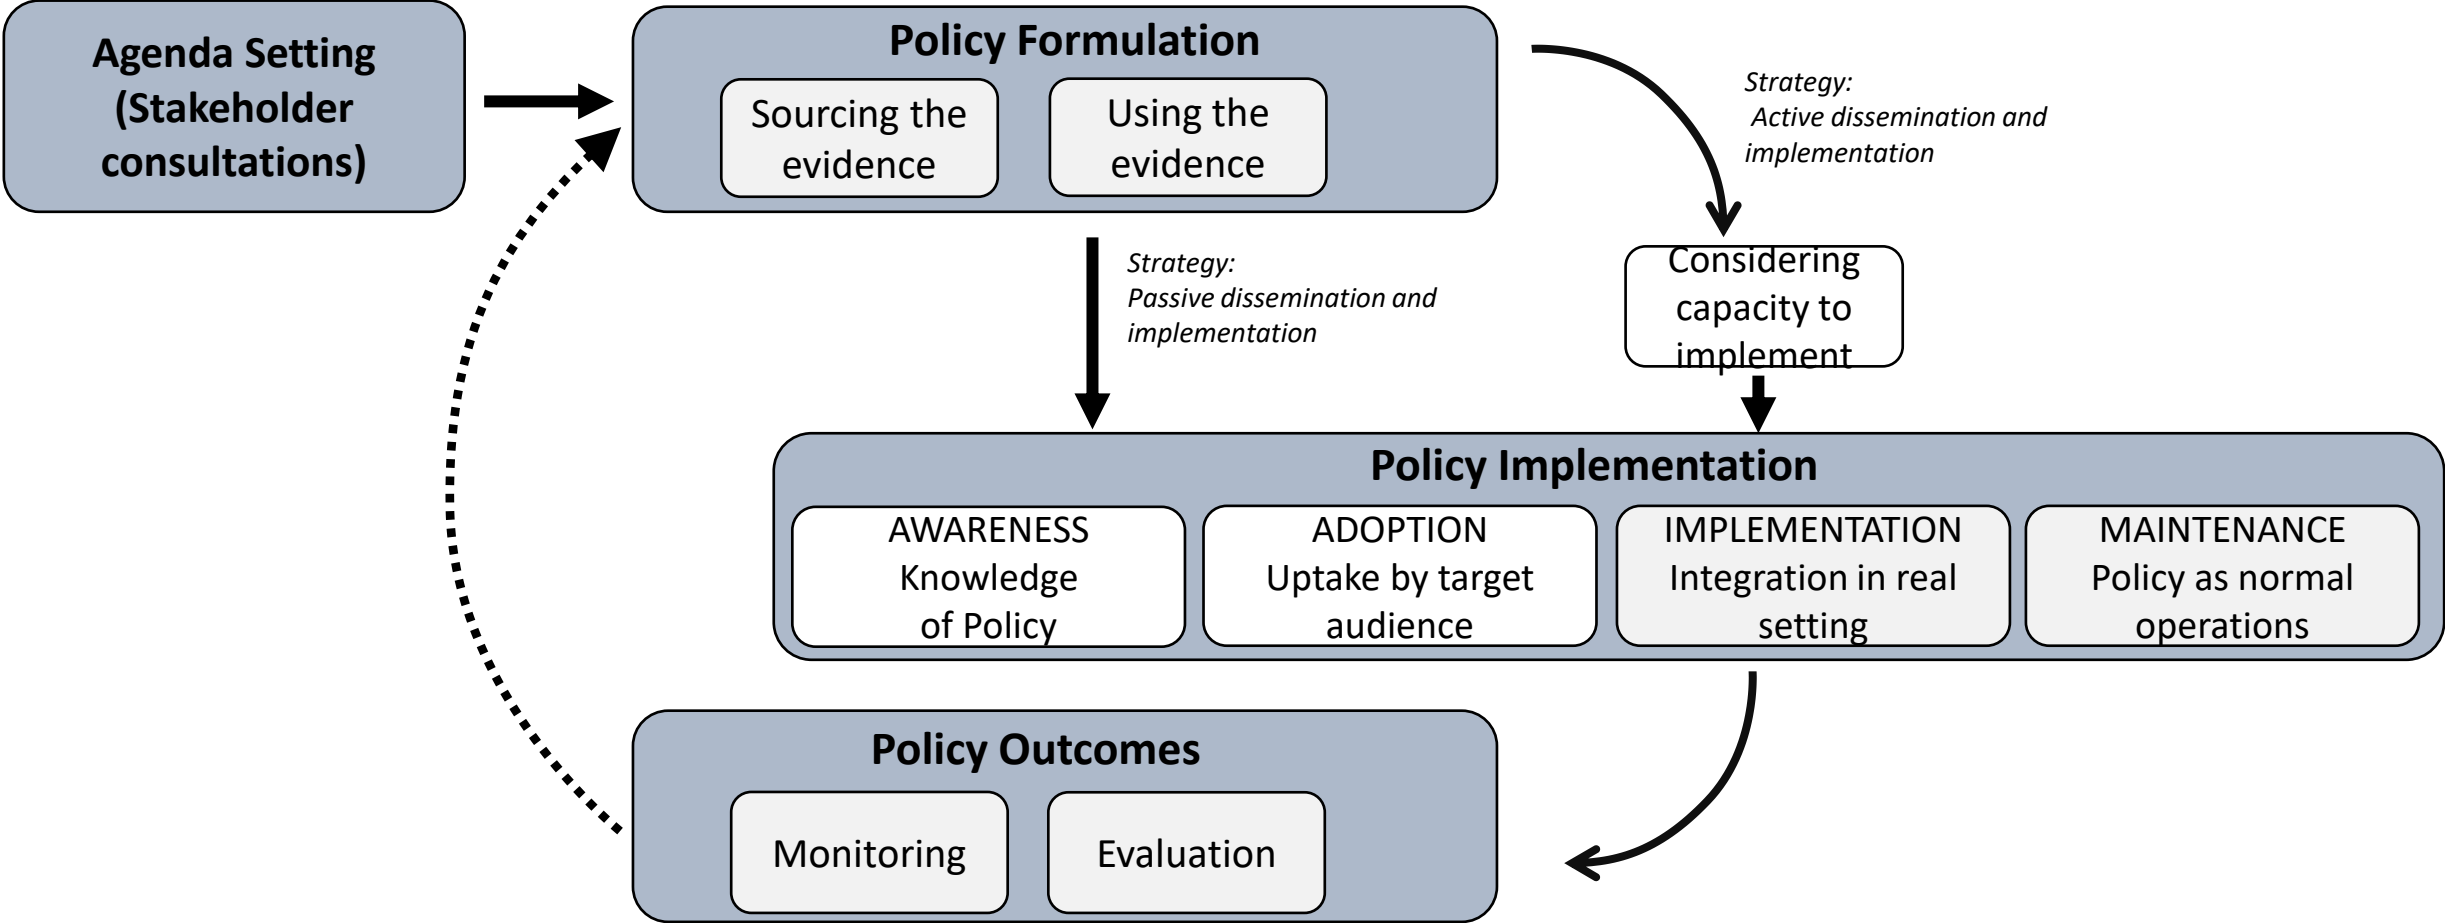 Agenda Setting
(Stakeholder
consultations)
Policy Formulation
Sourcing the
evidence
Using the
evidence
Strategy:
Active dissemination and
implementation
Strategy:
Passive dissemination and
implementation
Considering
capacity to
implement
Policy Implementation
AWARENESS
Knowledge
of Policy
ADOPTION
Uptake by target
audience
IMPLEMENTATION
Integration in real
setting
MAINTENANCE
Policy as normal
operations
Policy Outcomes
Monitoring
Evaluation